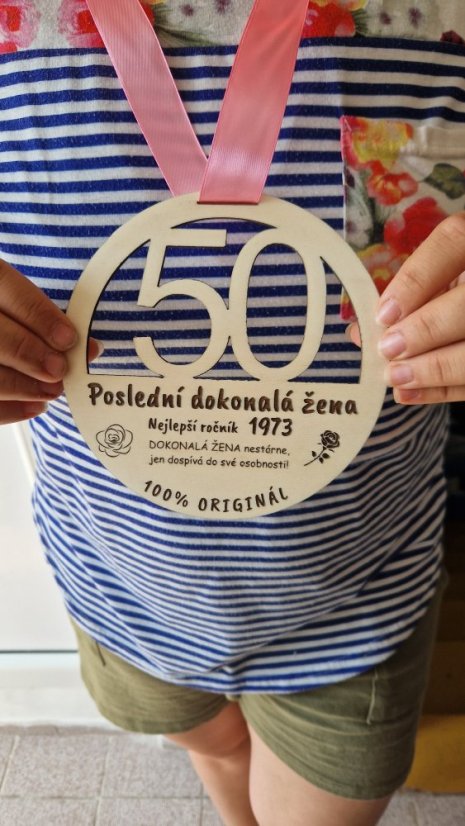 50
Poslední dokonalá žena
Nejlepší ročník 1973
DOKONALÁ ŽENA nestárne,
jen dospívá do své osobnosti!
100% ORIGINÁL